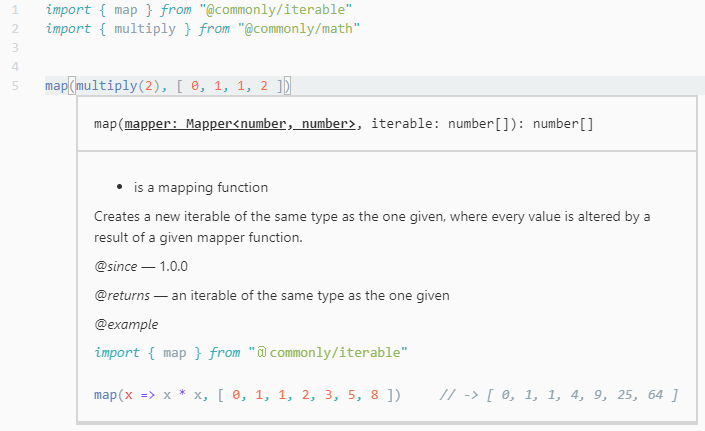 1 import { map } from "@commonly/iterable"
2 import { multiply } from "@commonly/math"
3
4
5 map(multiply(2), [ 0, 1, 1, 2 ])
map(mapper: Mapper<number, number>, iterable: number[]): number[]
• is a mapping function
Creates a new iterable of the same type as the one given, where every value is altered by a
result of a given mapper function.
@since — 1.0.0
@returns — an iterable of the same type as the one given
@example
import { map } from "@commonly/iterable"
map(x => x * x, [ 0, 1, 1, 2, 3, 5, 8 ]) // -> [ 0, 1, 1, 4, 9, 25, 64 ]